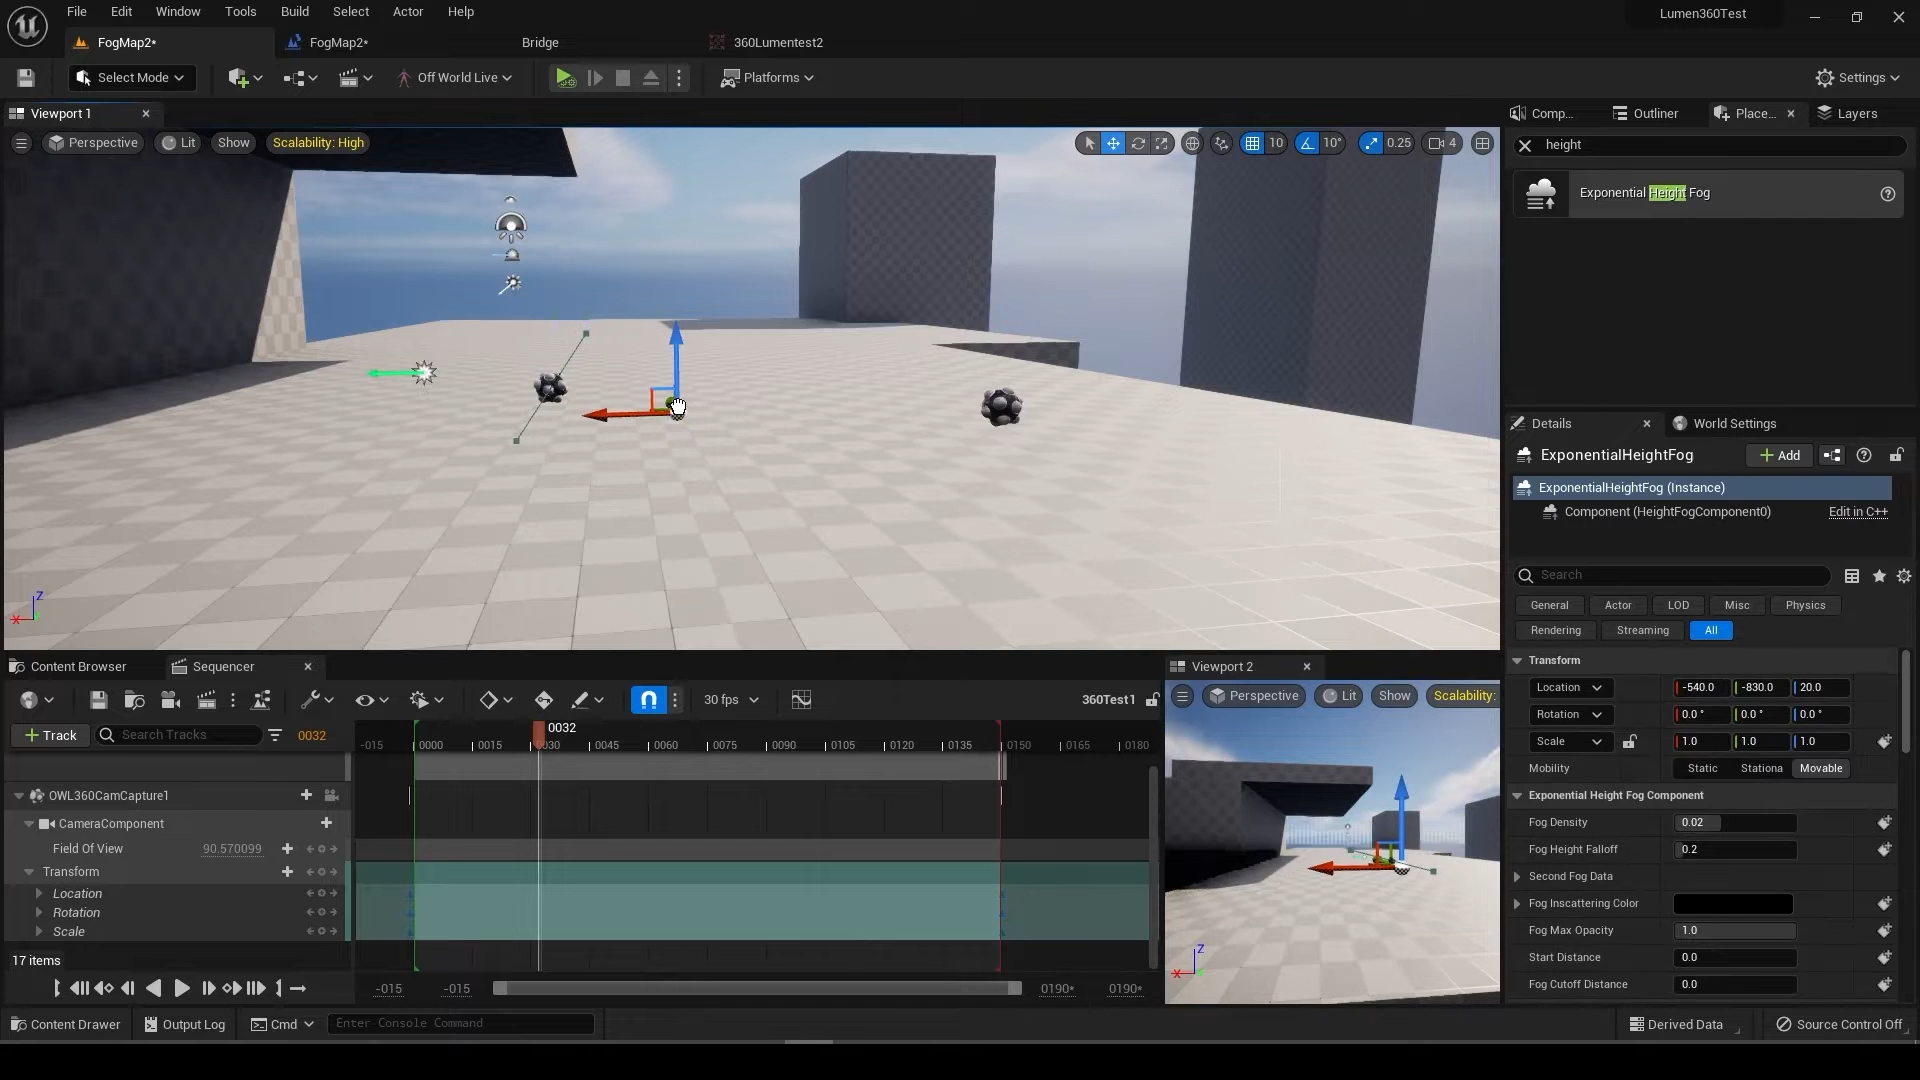 File Edit Window Tools Build Select Actor Help
Lumen360Test
FogMap2*
FogMap2*
Bridge
360Lumentest2
Select Mode
Off World Live
Platforms
Settings
Viewport 1
Perspective
Lit
Show
Scalability: High
10
10°
0.25
4
Comp...
Outliner
Place...
Layers
height
Exponential Height Fog
Details
World Settings
ExponentialHeightFog
Add
ExponentialHeightFog (Instance)
Component (HeightFogComponent0)
Edit in C++
Search
General
Actor
LOD
Misc
Physics
Rendering
Streaming
All
Transform
Location
-540.0
-830.0
20.0
Rotation
0.0 °
0.0 °
0.0 °
Scale
1.0
1.0
1.0
Mobility
Static
Stationa
Movable
Exponential Height Fog Component
Fog Density
0.02
Fog Height Falloff
0.2
Second Fog Data
Fog Inscattering Color
Fog Max Opacity
1.0
Start Distance
0.0
Fog Cutoff Distance
0.0
Z
X
Content Browser
Sequencer
30 fps
360Test1
Track
Search Tracks
0032
0032
-015
0000
0015
0030
0045
0060
0075
0090
0105
0120
0135
0150
0165
0180
OWL360CamCapture1
CameraComponent
Field Of View
90.570099
Transform
Location
Rotation
Scale
17 items
-015
-015
0190*
0190*
Viewport 2
Perspective
Lit
Show
Scalability:
Z
X
Content Drawer
Output Log
Cmd
Enter Console Command
Derived Data
Source Control Off